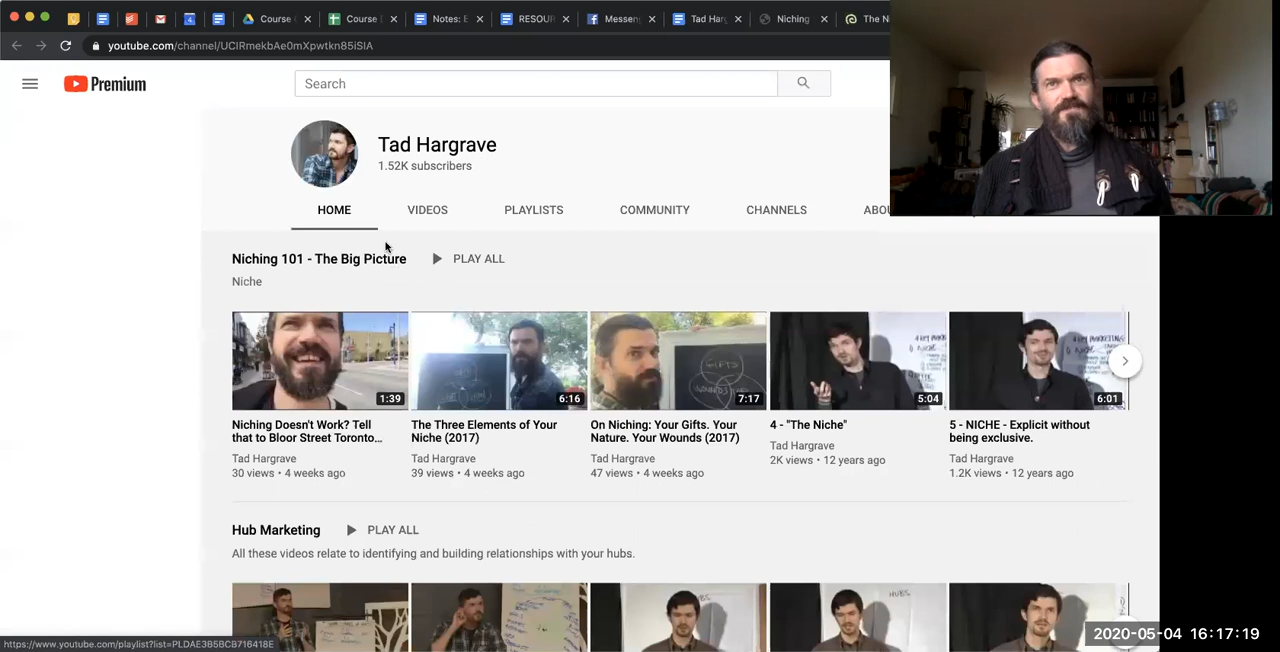 Course
Course
Notes: E
RESOUR
Messen
Tad Harg
Niching
The N
youtube.com/channel/UCIRmekbAe0mXpwtkn85iSIA
Premium
Search
Tad Hargrave
1.52K subscribers
HOME
VIDEOS
PLAYLISTS
COMMUNITY
CHANNELS
ABOU
Niching 101 - The Big Picture
PLAY ALL
Niche
1:39
6:16
GIFTS
7:17
5:04
6:01
Niching Doesn't Work? Tell
that to Bloor Street Toronto...
Tad Hargrave
30 views • 4 weeks ago
The Three Elements of Your
Niche (2017)
Tad Hargrave
39 views • 4 weeks ago
On Niching: Your Gifts. Your
Nature. Your Wounds (2017)
Tad Hargrave
47 views • 4 weeks ago
4 - "The Niche"
Tad Hargrave
2K views • 12 years ago
5 - NICHE - Explicit without
being exclusive.
Tad Hargrave
1.2K views • 12 years ago
Hub Marketing
PLAY ALL
All these videos relate to identifying and building relationships with your hubs.
HUBS
https://www.youtube.com/playlist?list=PLDAE3B5BCB716418E
2020-05-04 16:17:19